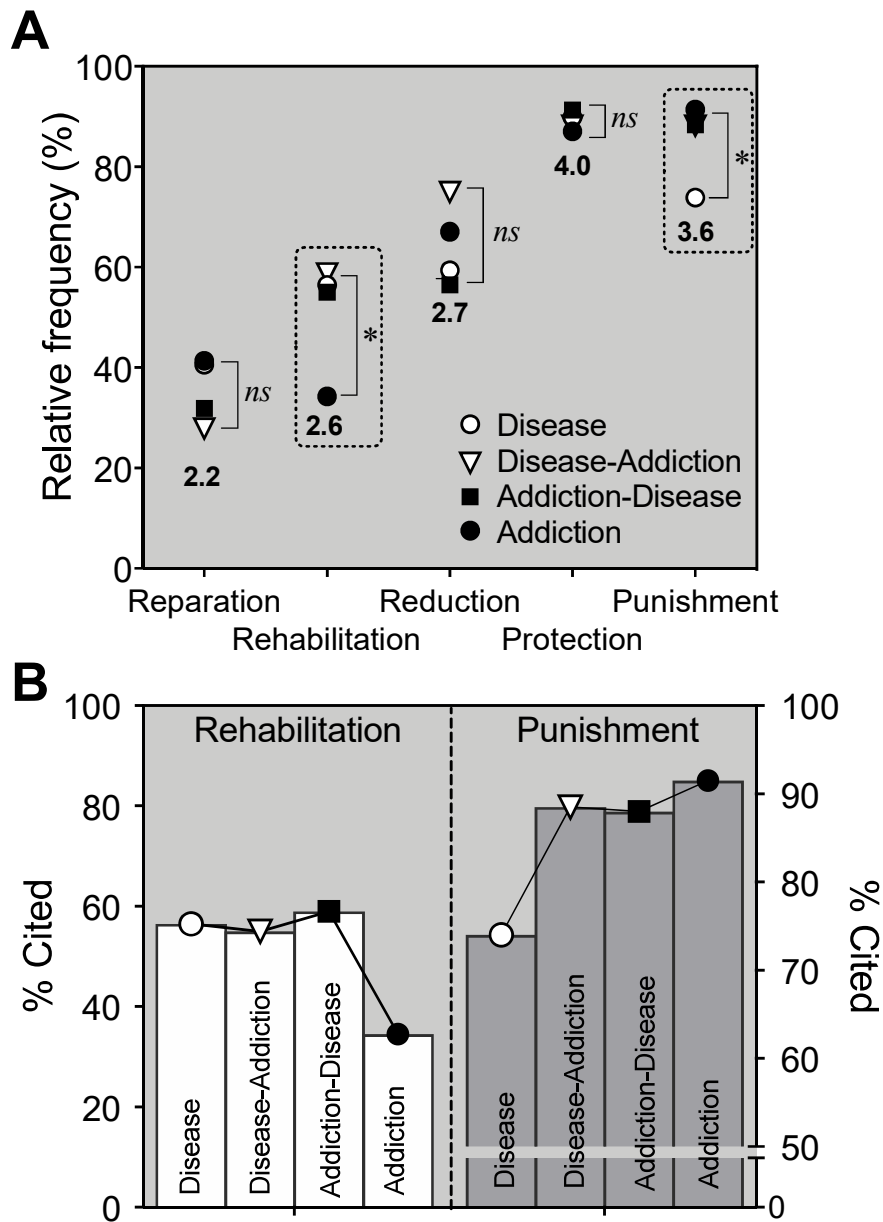 A
Relative frequency (%)
100
80
60
40
20
0
ns
2.2
*
2.6
ns
2.7
ns
4.0
*
3.6
Disease
Disease-Addiction
Addiction-Disease
Addiction
Reparation
Rehabilitation
Reduction
Protection
Punishment
B
% Cited
100
80
60
40
20
0
Rehabilitation
Disease
Disease-Addiction
Addiction-Disease
Addiction
Punishment
Disease
Disease-Addiction
Addiction-Disease
Addiction
100
90
80
70
60
50
0
% Cited